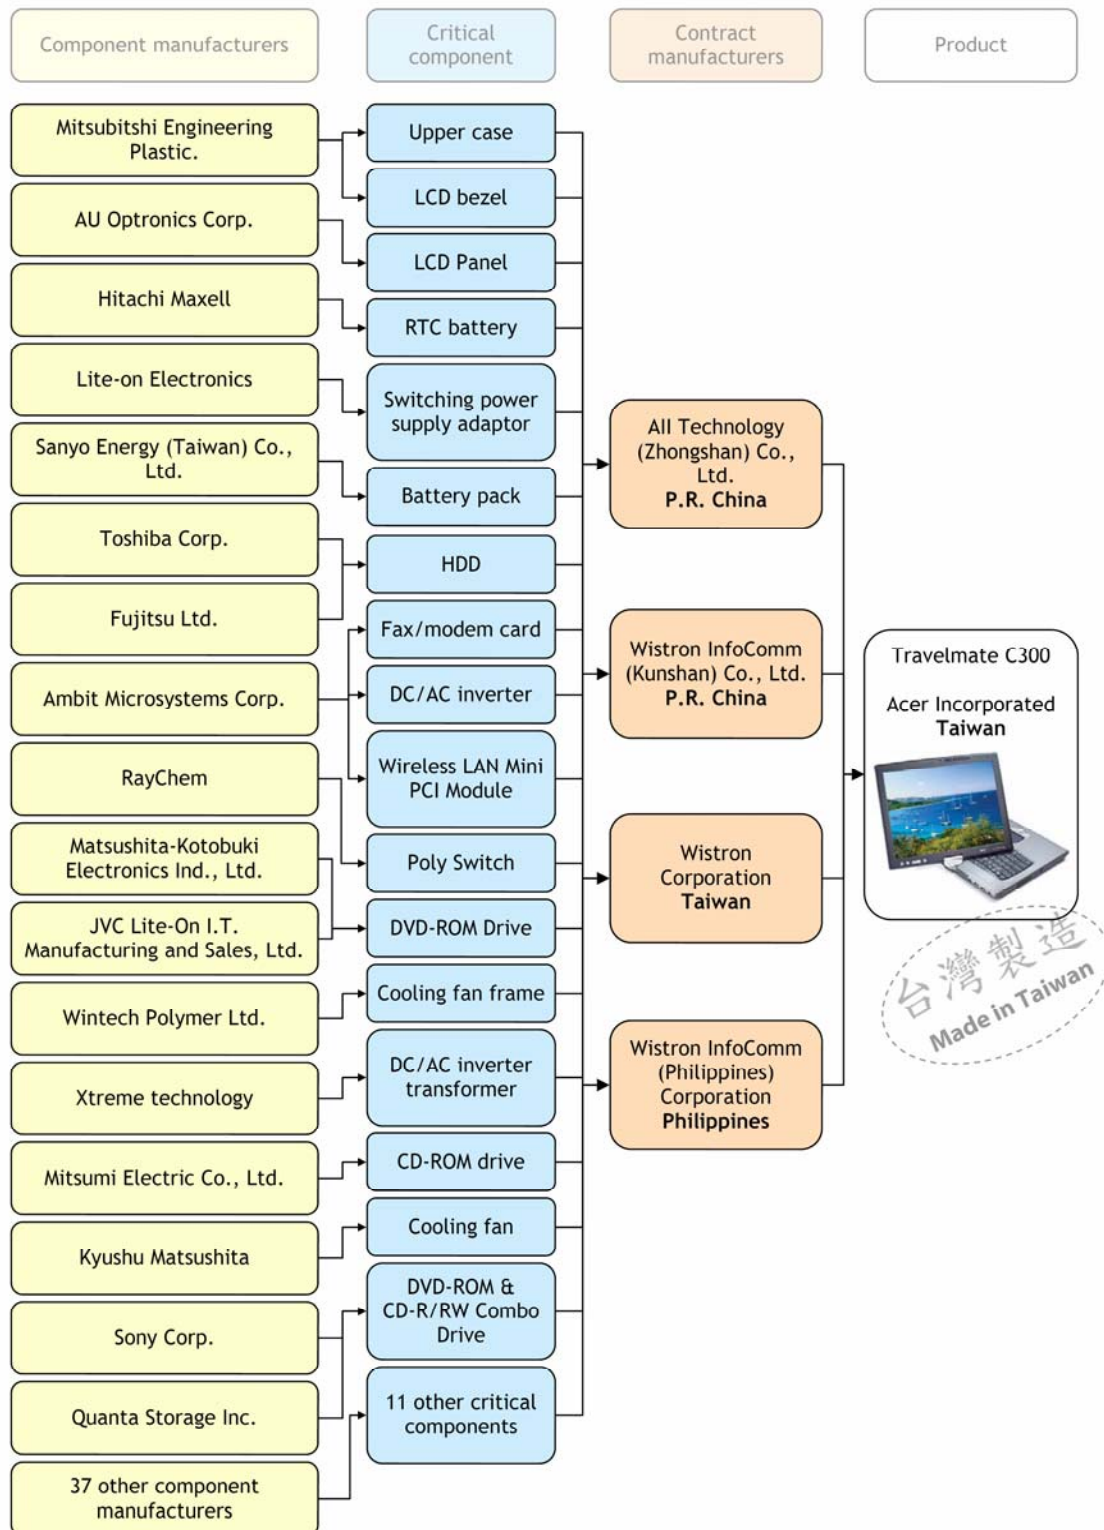 Component manufacturers
Critical
component
Contract
manufacturers
Product
Mitsubitshi Engineering
Plastic.
AU Optronics Corp.
Hitachi Maxell
Lite-on Electronics
Sanyo Energy (Taiwan) Co.,
Ltd.
Toshiba Corp.
Fujitsu Ltd.
Ambit Microsystems Corp.
RayChem
Matsushita-Kotobuki
Electronics Ind., Ltd.
JVC Lite-On I.T.
Manufacturing and Sales, Ltd.
Wintech Polymer Ltd.
Xtreme technology
Mitsumi Electric Co., Ltd.
Kyushu Matsushita
Sony Corp.
Quanta Storage Inc.
37 other component
manufacturers
Upper case
LCD bezel
LCD Panel
RTC battery
Switching power
supply adaptor
Battery pack
HDD
Fax/modem card
DC/AC inverter
Wireless LAN Mini
PCI Module
Poly Switch
DVD-ROM Drive
Cooling fan frame
DC/AC inverter
transformer
CD-ROM drive
Cooling fan
DVD-ROM &
CD-R/RW Combo
Drive
11 other critical
components
AII Technology
(Zhongshan) Co.,
Ltd.
P.R. China
Wistron InfoComm
(Kunshan) Co., Ltd.
P.R. China
Wistron
Corporation
Taiwan
Wistron InfoComm
(Philippines)
Corporation
Philippines
Travelmate C300
Acer Incorporated
Taiwan
台灣製造
Made in Taiwan